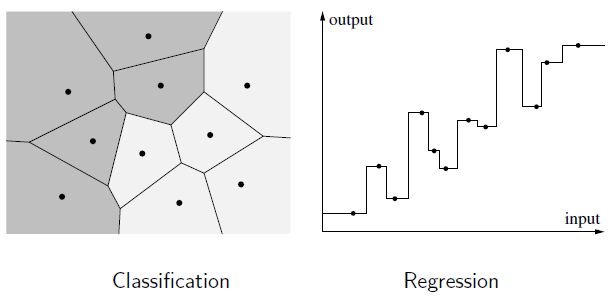 output
input
Classification
Regression